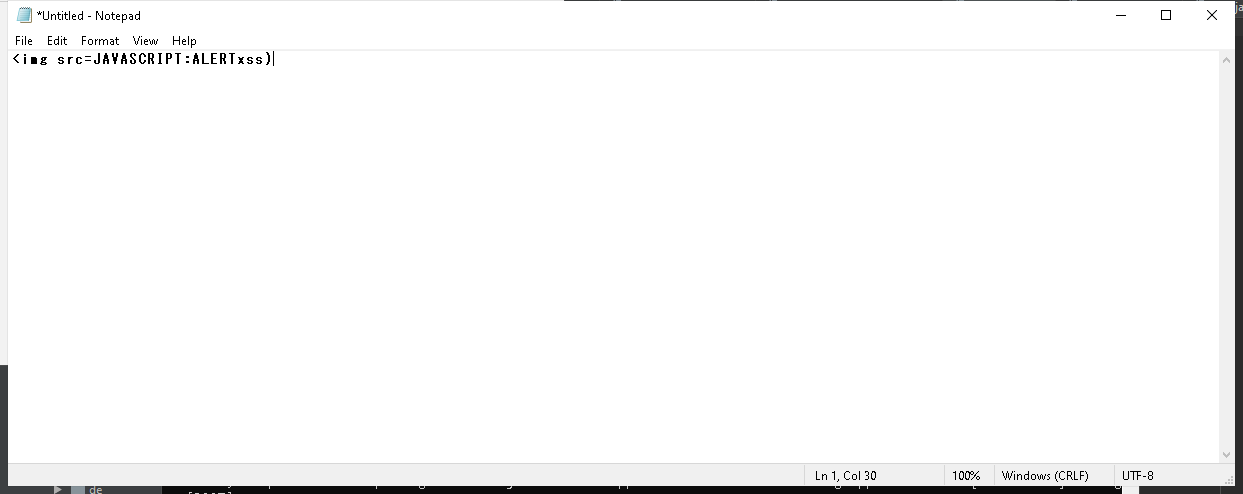 *Untitled - Notepad
File Edit Format View Help
<img src=JAVASCRIPT:ALERTxss)
Ln 1, Col 30 100% Windows (CRLF) UTF-8
de